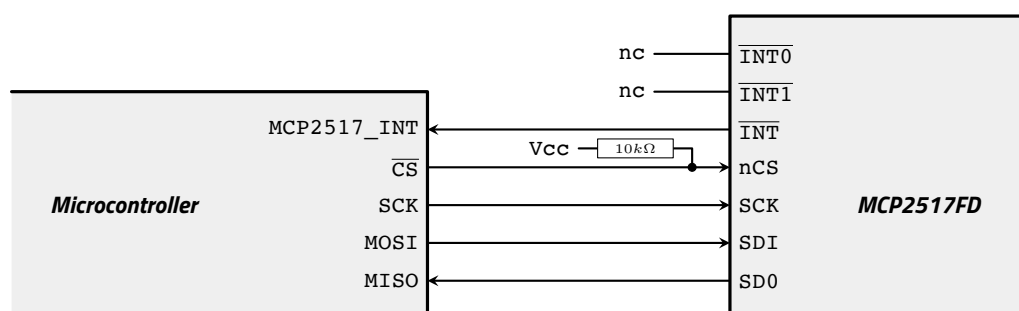 nc INT0
nc INT1
MCP2517_INT INT
Vcc 10kΩ
CS nCS
Microcontroller SCK SCK MCP2517FD
MOSI SDI
MISO SD0